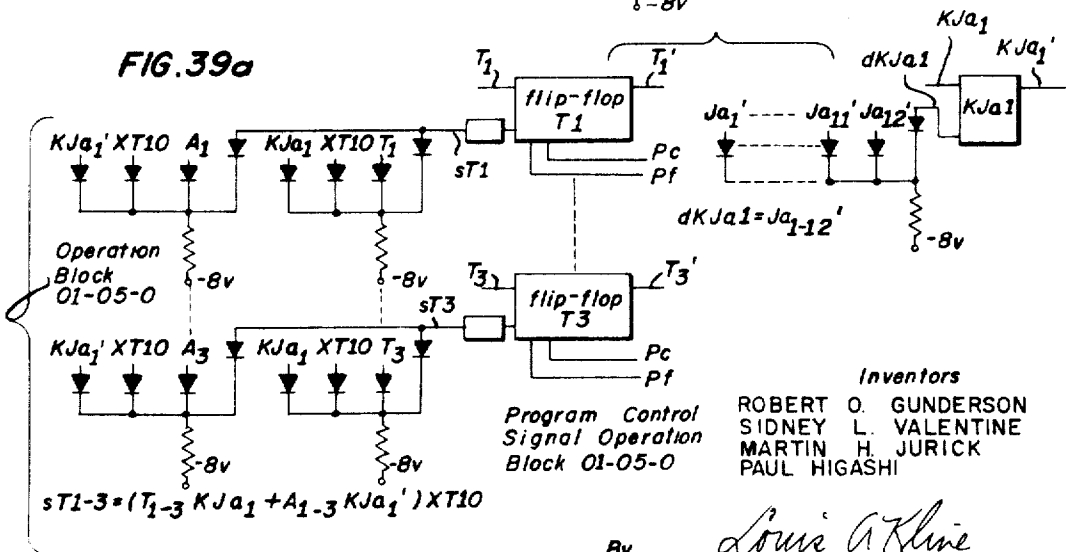 -8v
FIG.39a
T1 T1'
flip-flop
T1
Pc
Pf
sT1
KJa1' XT10 A1 KJa1 XT10 T1
-8v -8v
Operation
Block
01-05-0
KJa1
KJa1'
dKJa1
KJa1
Ja1' ---- Ja11' Ja12'
dKJa1=Ja1-12'
-8v
T3 T3'
flip-flop
T3
Pc
Pf
sT3
KJa1' XT10 A3 KJa1 XT10 T3
-8v -8v
sT1-3=(T1-3 KJa1 +A1-3 KJa1')XT10
Program Control
Signal Operation
Block 01-05-0
Inventors
ROBERT O. GUNDERSON
SIDNEY L. VALENTINE
MARTIN H. JURICK
PAUL HIGASHI
By Louis A Kline